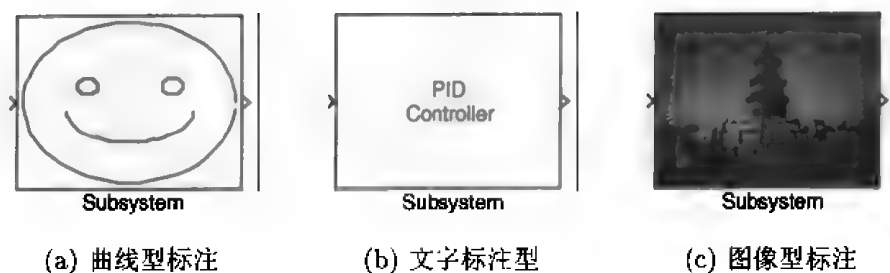 PID
Controller
Subsystem
Subsystem
Subsystem
(a) 曲线型标注
(b) 文字标注型
(c) 图像型标注